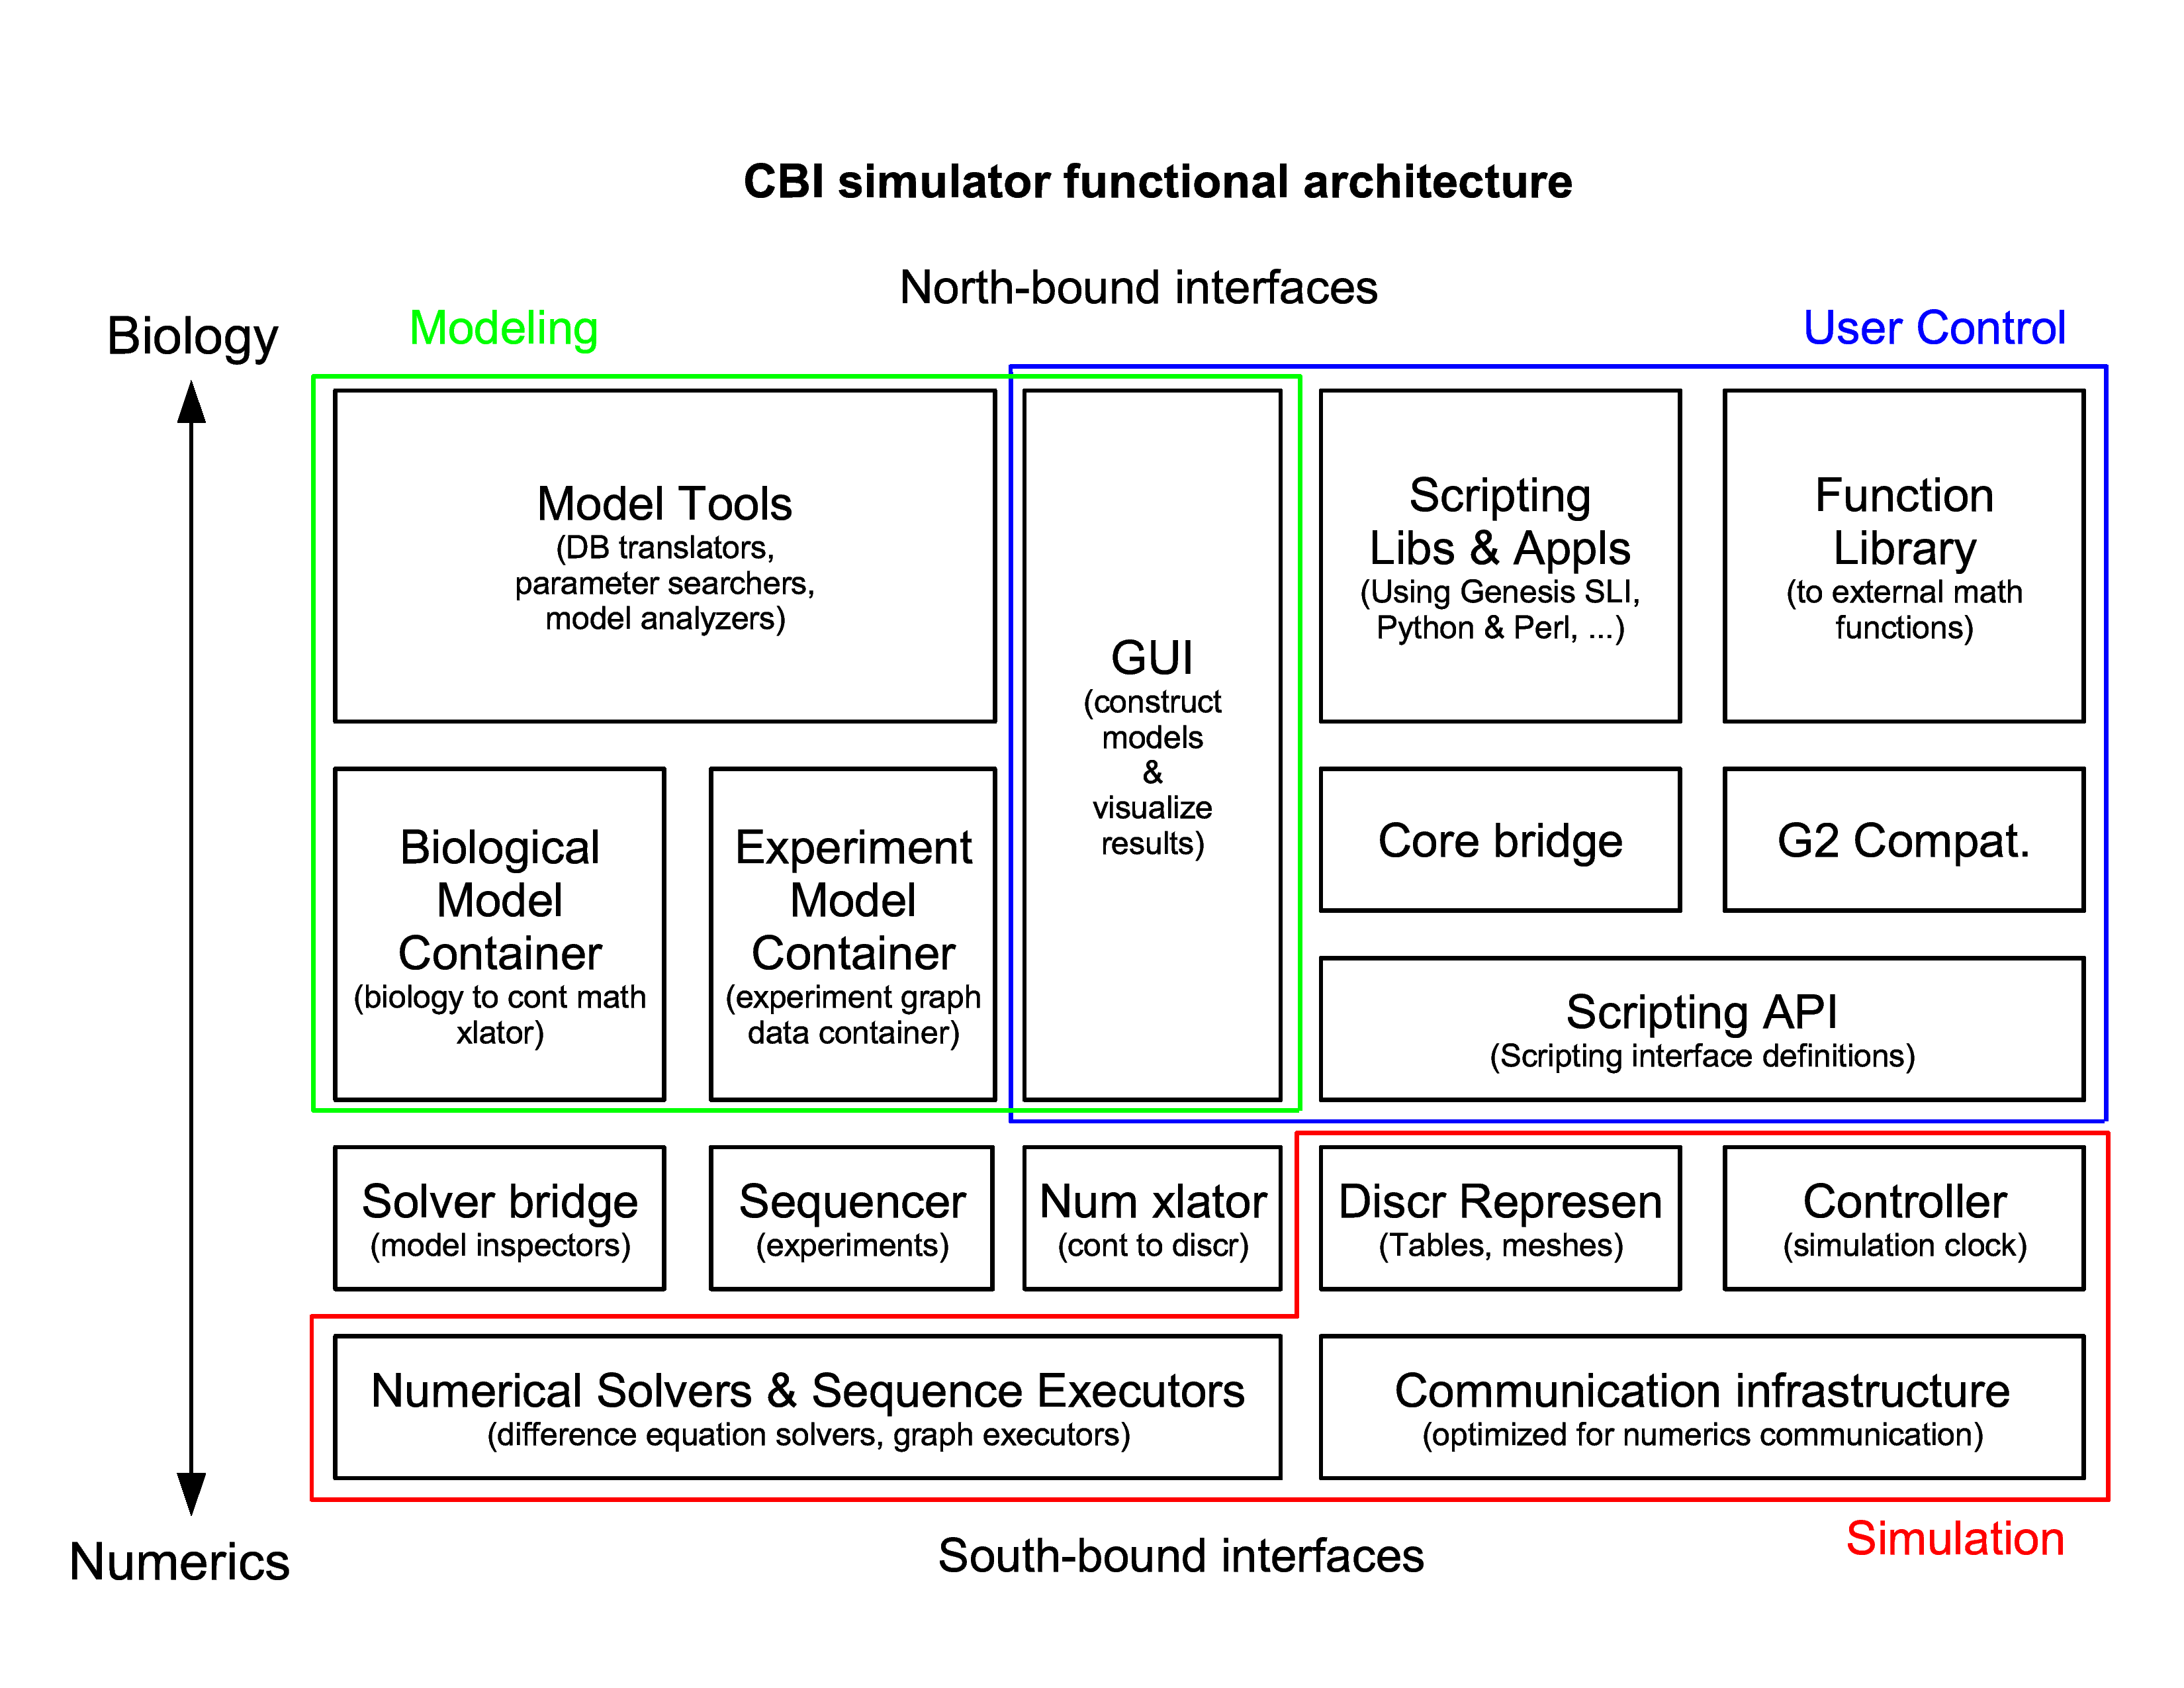 CBI simulator functional architecture
North-bound interfaces
Biology
Modeling
User Control
Model Tools
(DB translators,
parameter searchers,
model analyzers)
GUI
(construct
models
&
visualize
results)
Scripting
Libs & Appls
(Using Genesis SLI,
Python & Perl, ...)
Function
Library
(to external math
functions)
Biological
Model
Container
(biology to cont math
xlator)
Experiment
Model
Container
(experiment graph
data container)
Core bridge
G2 Compat.
Scripting API
(Scripting interface definitions)
Solver bridge
(model inspectors)
Sequencer
(experiments)
Num xlator
(cont to discr)
Discr Represen
(Tables, meshes)
Controller
(simulation clock)
Numerical Solvers & Sequence Executors
(difference equation solvers, graph executors)
Communication infrastructure
(optimized for numerics communication)
Numerics
South-bound interfaces
Simulation